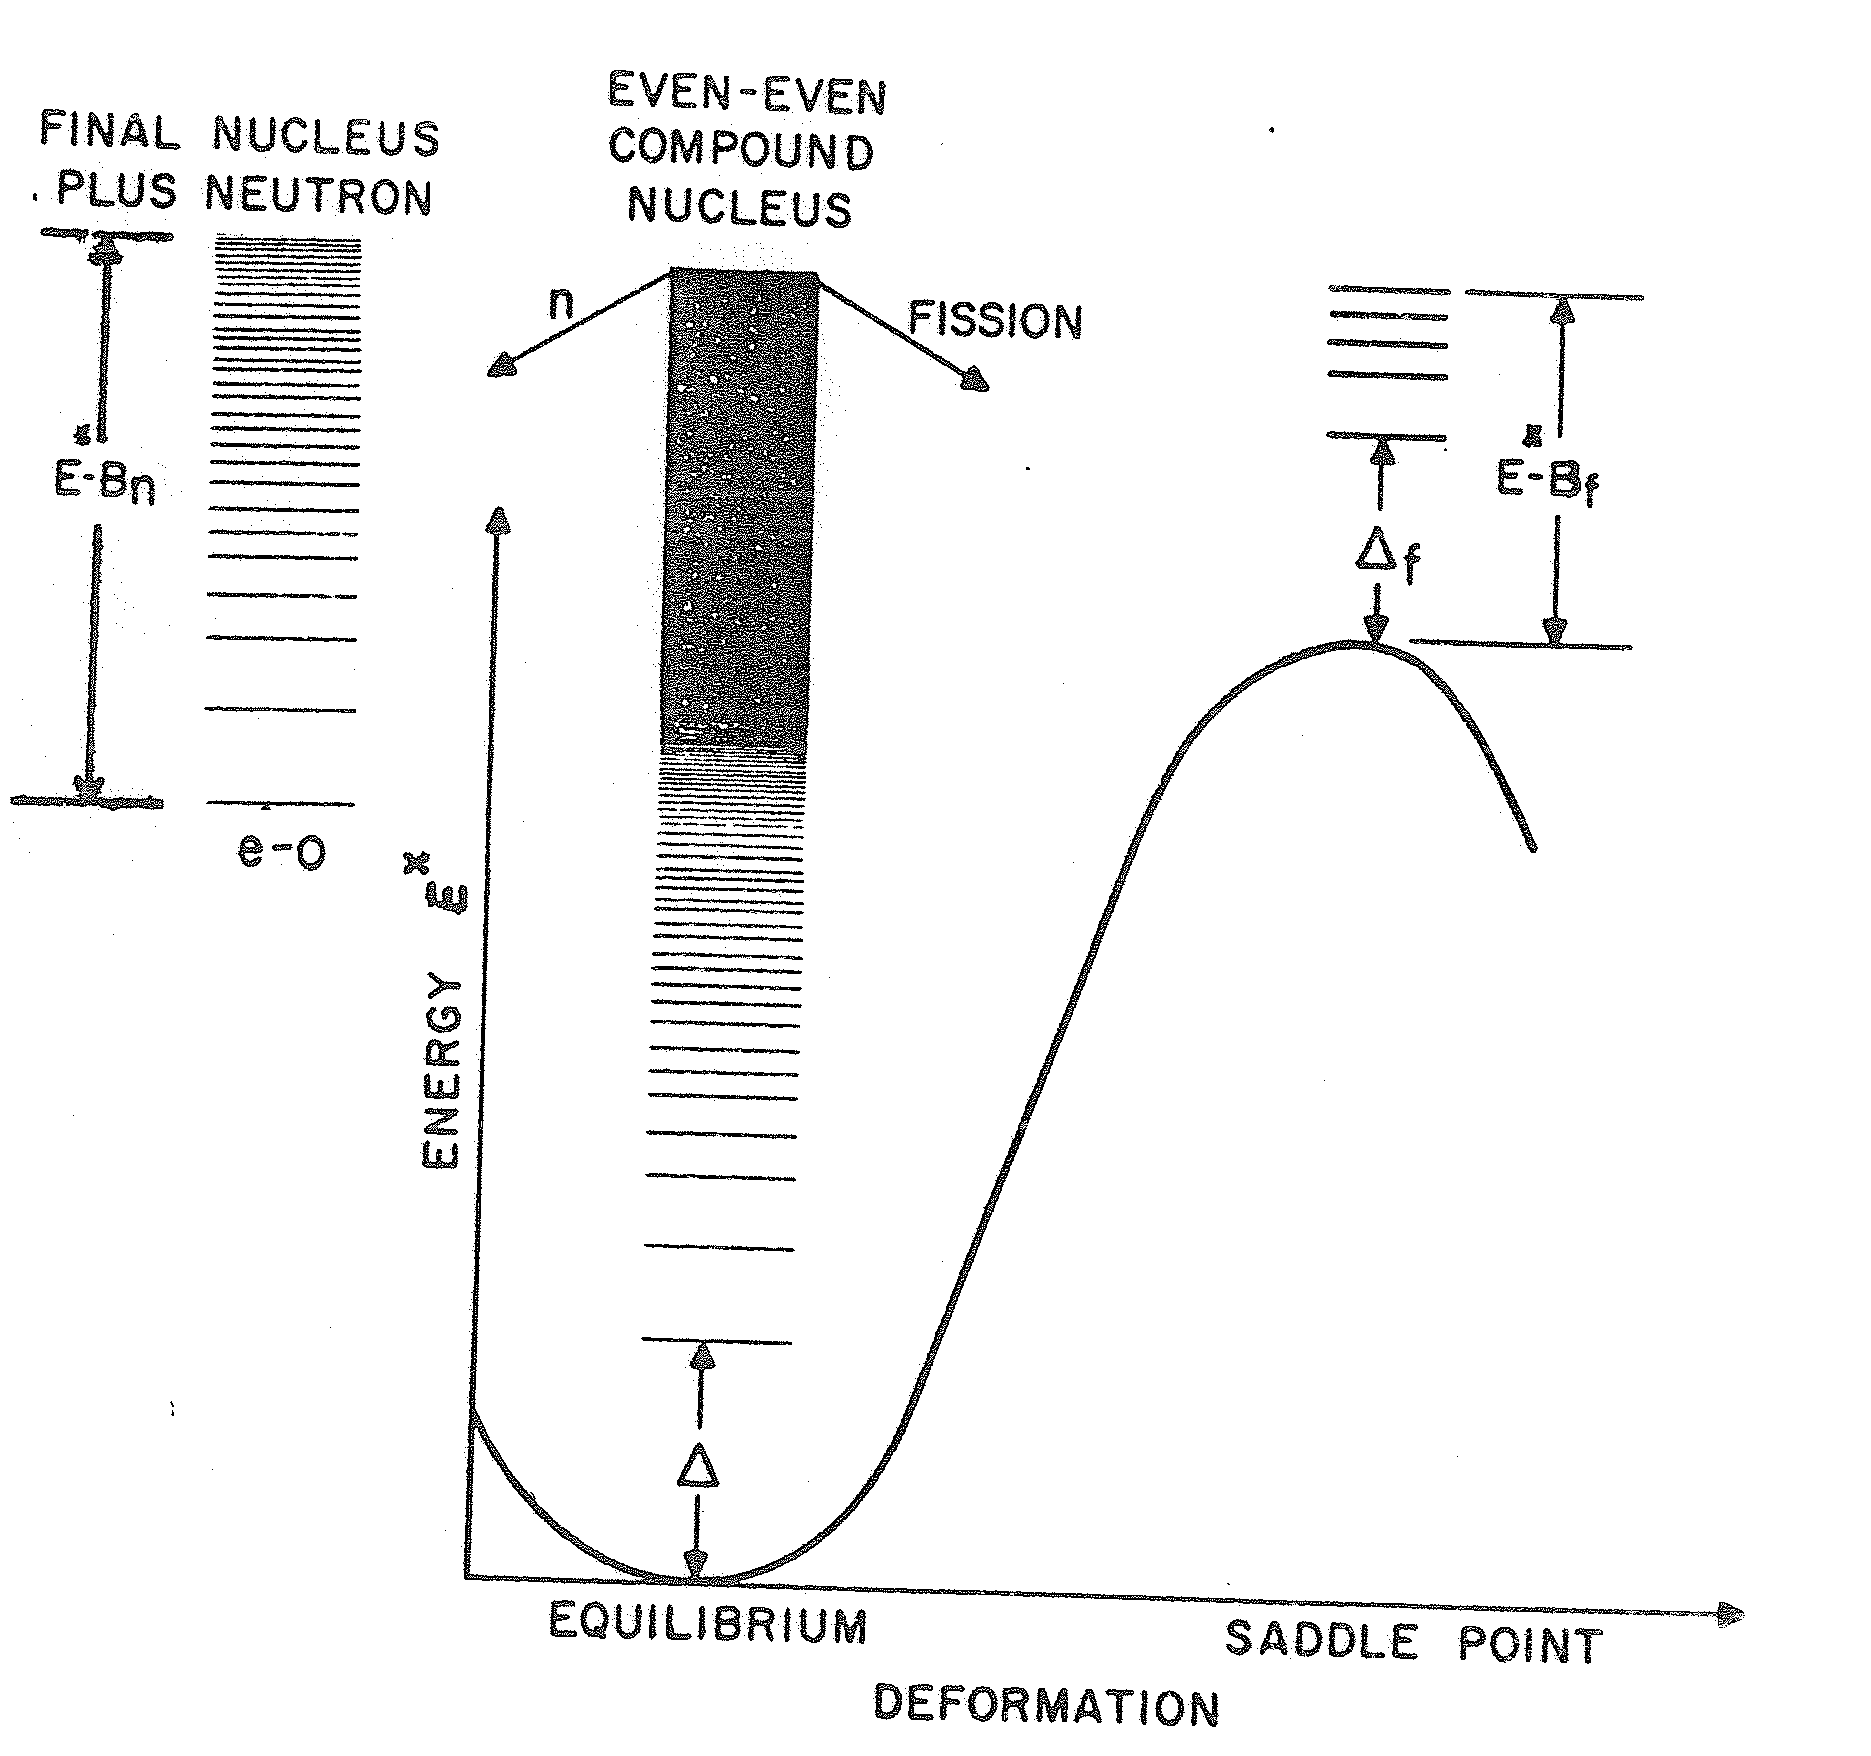 FINAL NUCLEUS
PLUS NEUTRON
EVEN-EVEN
COMPOUND
NUCLEUS
n
FISSION
E*-Bn
E*-Bf
Δf
e-o
ENERGY E*
Δ
EQUILIBRIUM
SADDLE POINT
DEFORMATION